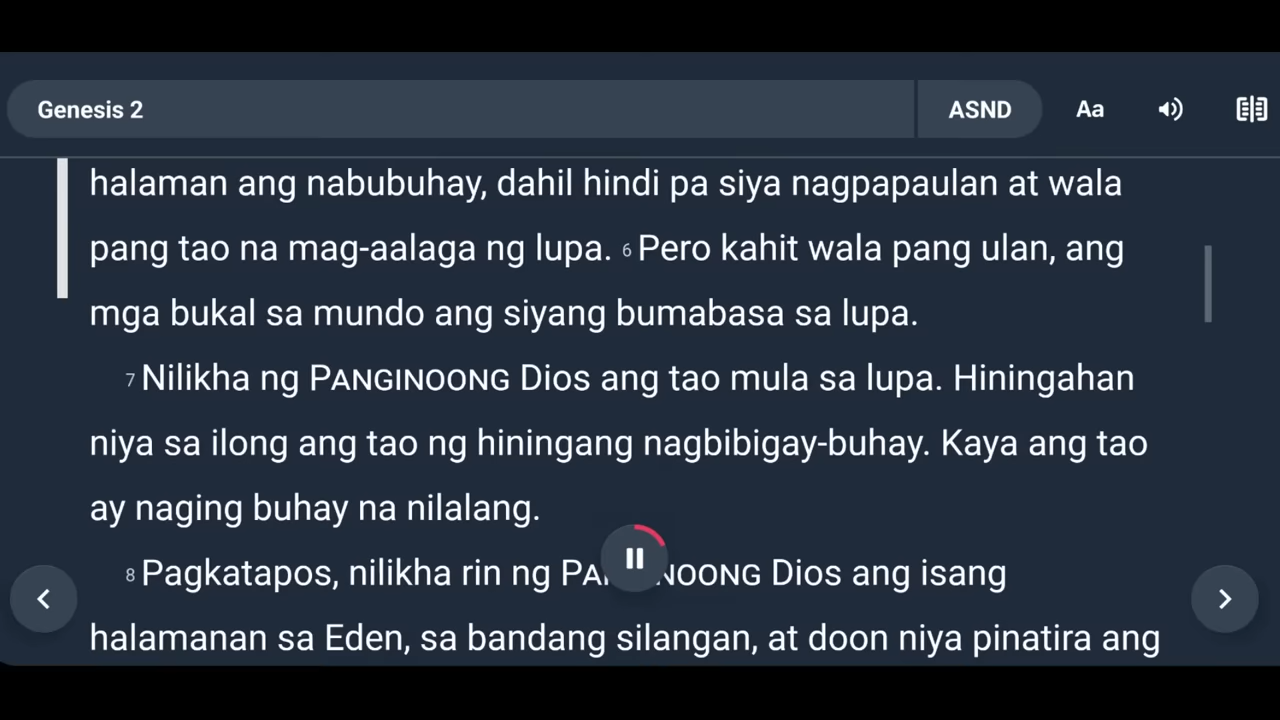 Genesis 2
ASND
Aa
halaman ang nabubuhay, dahil hindi pa siya nagpapaulan at wala
pang tao na mag-aalaga ng lupa. 6 Pero kahit wala pang ulan, ang
mga bukal sa mundo ang siyang bumabasa sa lupa.
7 Nilikha ng PANGINOONG Dios ang tao mula sa lupa. Hiningahan
niya sa ilong ang tao ng hiningang nagbibigay-buhay. Kaya ang tao
ay naging buhay na nilalang.
8 Pagkatapos, nilikha rin ng Dios ang isang
halamanan sa Eden, sa bandang silangan, at doon niya pinatira ang